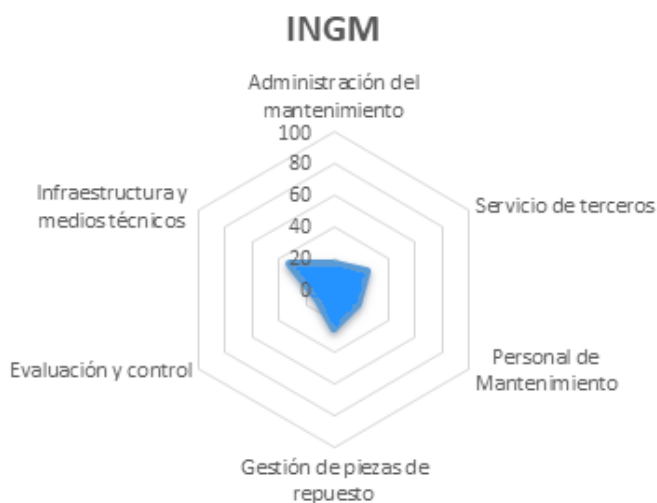 INGM
Administración del
mantenimiento
100
80
60
40
20
0
Infraestructura y
medios técnicos
Servicio de terceros
Evaluación y control
Personal de
Mantenimiento
Gestión de piezas de
repuesto